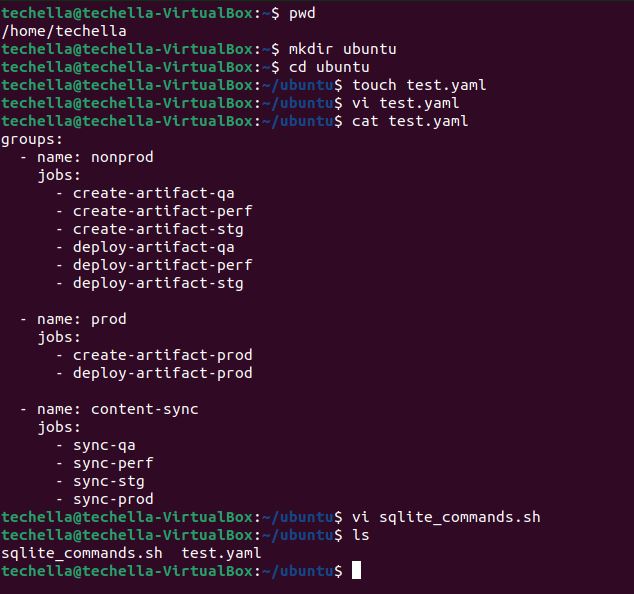 techella@techella-VirtualBox:~$ pwd
/home/techella
techella@techella-VirtualBox:~$ mkdir ubuntu
techella@techella-VirtualBox:~$ cd ubuntu
techella@techella-VirtualBox:~/ubuntu$ touch test.yaml
techella@techella-VirtualBox:~/ubuntu$ vi test.yaml
techella@techella-VirtualBox:~/ubuntu$ cat test.yaml
groups:
  - name: nonprod
    jobs:
      - create-artifact-qa
      - create-artifact-perf
      - create-artifact-stg
      - deploy-artifact-qa
      - deploy-artifact-perf
      - deploy-artifact-stg

  - name: prod
    jobs:
      - create-artifact-prod
      - deploy-artifact-prod

  - name: content-sync
    jobs:
      - sync-qa
      - sync-perf
      - sync-stg
      - sync-prod
techella@techella-VirtualBox:~/ubuntu$ vi sqlite_commands.sh
techella@techella-VirtualBox:~/ubuntu$ ls
sqlite_commands.sh  test.yaml
techella@techella-VirtualBox:~/ubuntu$